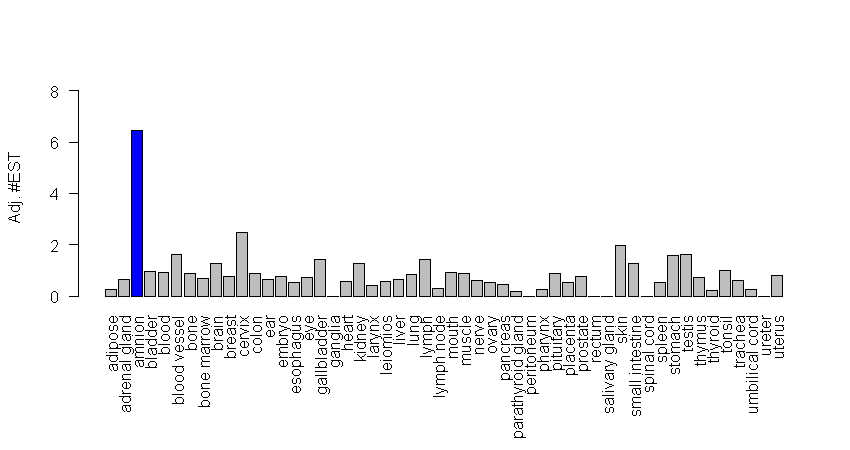 Adj. #EST
8
6
4
2
0
adipose
adrenal gland
amnion
bladder
blood
blood vessel
bone
bone marrow
brain
breast
cervix
colon
ear
embryo
esophagus
eye
gallbladder
ganglia
heart
kidney
larynx
leiomios
liver
lung
lymph
lymph node
mouth
muscle
nerve
ovary
pancreas
parathyroid gland
peritoneum
pharynx
pituitary
placenta
prostate
rectum
salivary gland
skin
small intestine
spinal cord
spleen
stomach
testis
thymus
thyroid
tonsil
trachea
umbilical cord
ureter
uterus